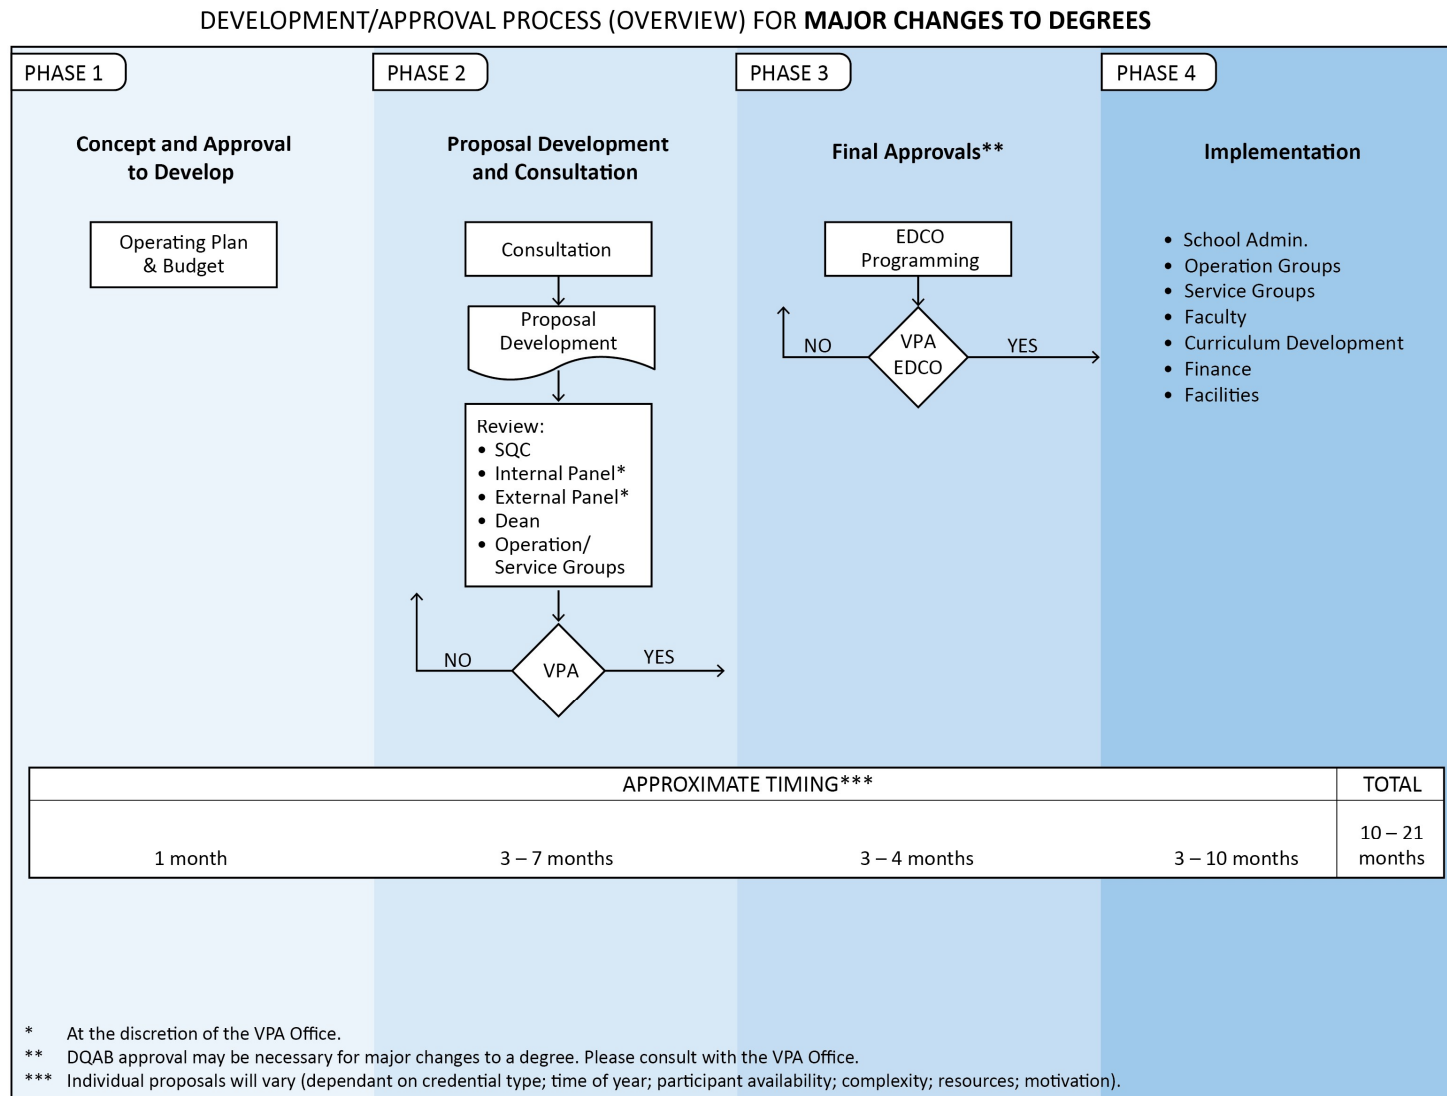 DEVELOPMENT/APPROVAL PROCESS (OVERVIEW) FOR MAJOR CHANGES TO DEGREES
PHASE 1
Concept and Approval
to Develop
Operating Plan
& Budget
PHASE 2
Proposal Development
and Consultation
Consultation
Proposal
Development
Review:
• SQC
• Internal Panel*
• External Panel*
• Dean
• Operation/
Service Groups
VPA
NO
YES
PHASE 3
Final Approvals**
EDCO
Programming
VPA
EDCO
NO
YES
PHASE 4
Implementation
• School Admin.
• Operation Groups
• Service Groups
• Faculty
• Curriculum Development
• Finance
• Facilities
APPROXIMATE TIMING***
TOTAL
1 month
3 – 7 months
3 – 4 months
3 – 10 months
10 – 21
months
* At the discretion of the VPA Office.
** DQAB approval may be necessary for major changes to a degree. Please consult with the VPA Office.
*** Individual proposals will vary (dependant on credential type; time of year; participant availability; complexity; resources; motivation).